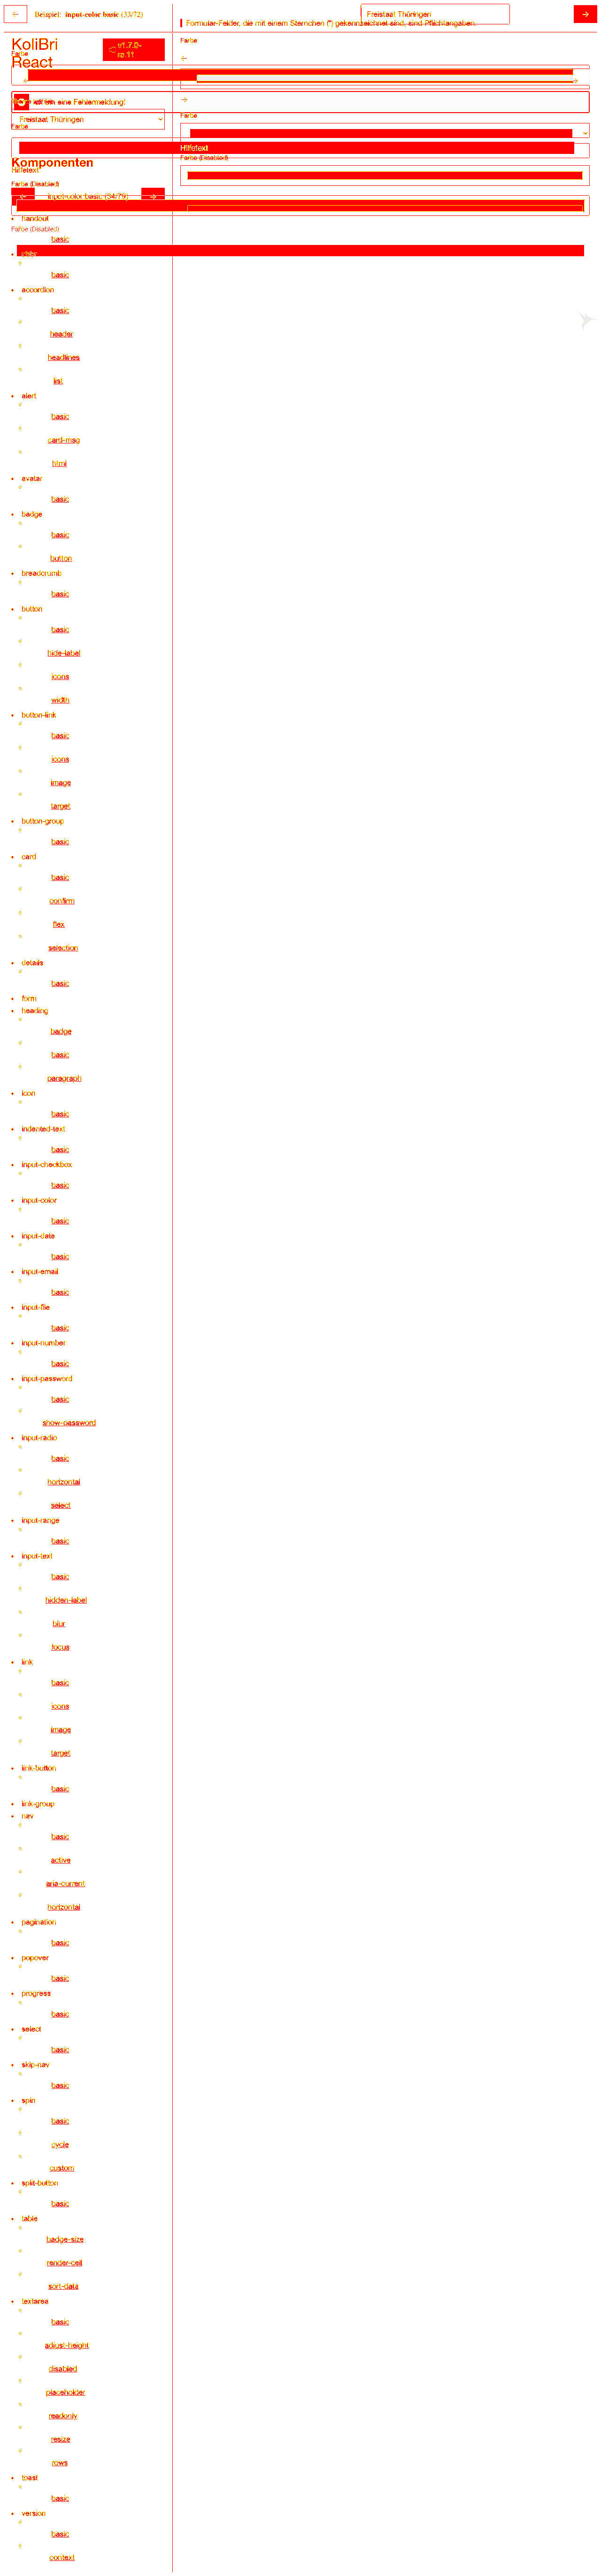 Beispiel: input-color basic (33/72)
Formular-Felder, die mit einem Sternchen (*) gekennzeichnet sind, sind Pflichtangaben.
Freistaat Thüringen
KoliBri
React
v1.7.0-
rc.11
Farbe
Farbe
eine Fehlermeldung!
Freistaat Thüringen
Farbe
Farbe
Hilfetext
Farbe (Disabled)
Komponenten
Hilfetext
Farbe (Disabled)
input-color basic (34/79)
Farbe (Disabled)
handout
basic
abbr
basic
accordion
basic
header
headlines
list
alert
basic
card-msg
html
avatar
basic
badge
basic
button
breadcrumb
basic
button
basic
hide-label
icons
width
button-link
basic
icons
image
target
button-group
basic
card
basic
confirm
flex
selection
details
basic
form
heading
badge
basic
paragraph
icon
basic
indented-text
basic
input-checkbox
basic
input-color
basic
input-date
basic
input-email
basic
input-file
basic
input-number
basic
input-password
basic
show-password
input-radio
basic
horizontal
select
input-range
basic
input-text
basic
hidden-label
blur
focus
link
basic
icons
image
target
link-button
basic
link-group
nav
basic
active
aria-current
horizontal
pagination
basic
popover
basic
progress
basic
select
basic
skip-nav
basic
spin
basic
cycle
custom
split-button
basic
table
badge-size
render-cell
sort-data
textarea
basic
adjust-height
disabled
placeholder
readonly
resize
rows
toast
basic
version
basic
context